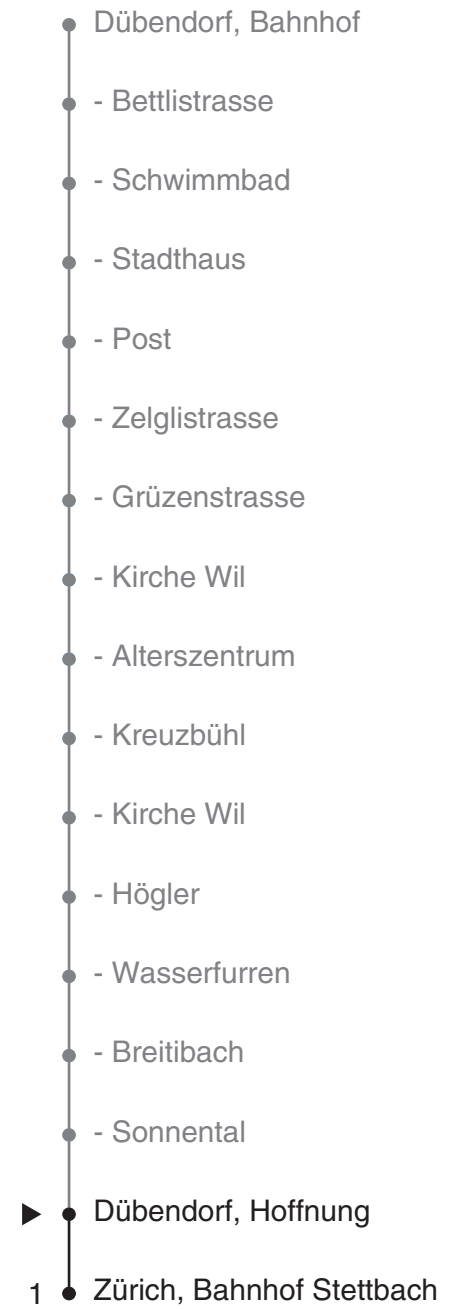 Dübendorf, Bahnhof
- Bettlistrasse
- Schwimmbad
- Stadthaus
- Post
- Zelglistrasse
- Grüzenstrasse
- Kirche Wil
- Alterszentrum
- Kreuzbühl
- Kirche Wil
- Högler
- Wasserfurren
- Breitibach
- Sonnental
Dübendorf, Hoffnung
1 Zürich, Bahnhof Stettbach